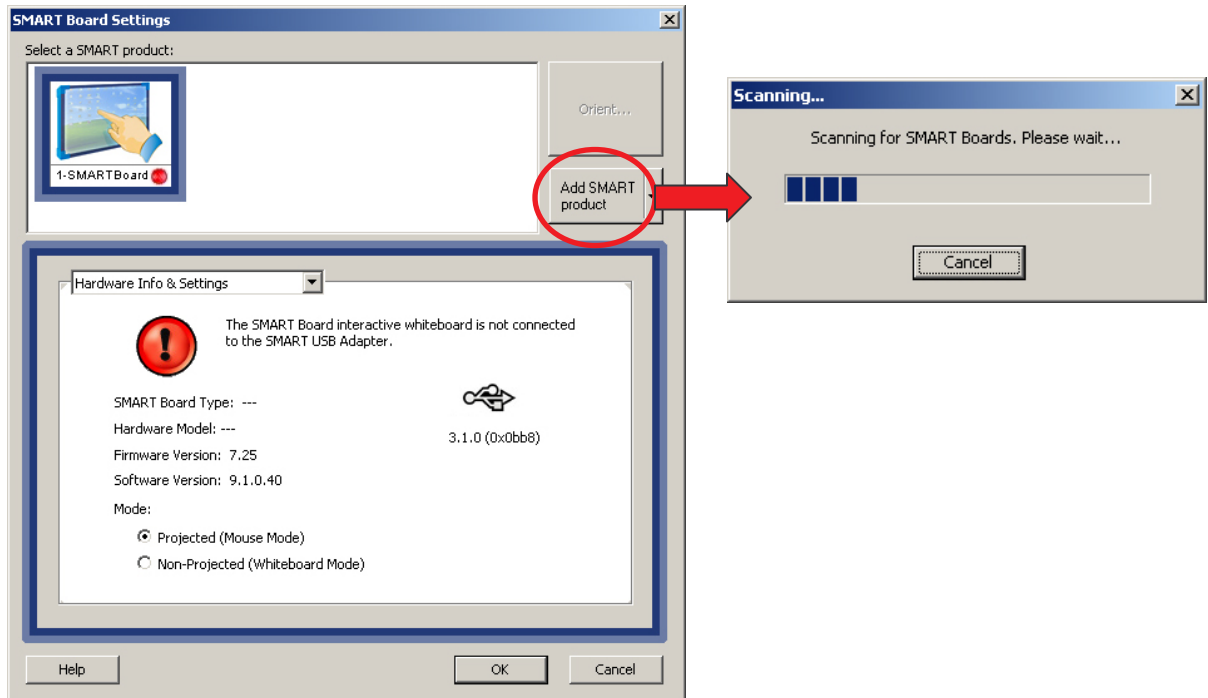 SMART Board Settings
Select a SMART product:
1-SMARTBoard
Orient...
Add SMART
product
Hardware Info & Settings
The SMART Board interactive whiteboard is not connected
to the SMART USB Adapter.
SMART Board Type: ---
Hardware Model: ---
Firmware Version: 7.25
Software Version: 9.1.0.40
3.1.0 (0x0bb8)
Mode:
Projected (Mouse Mode)
Non-Projected (Whiteboard Mode)
Help
OK
Cancel
Scanning...
Scanning for SMART Boards. Please wait...
Cancel